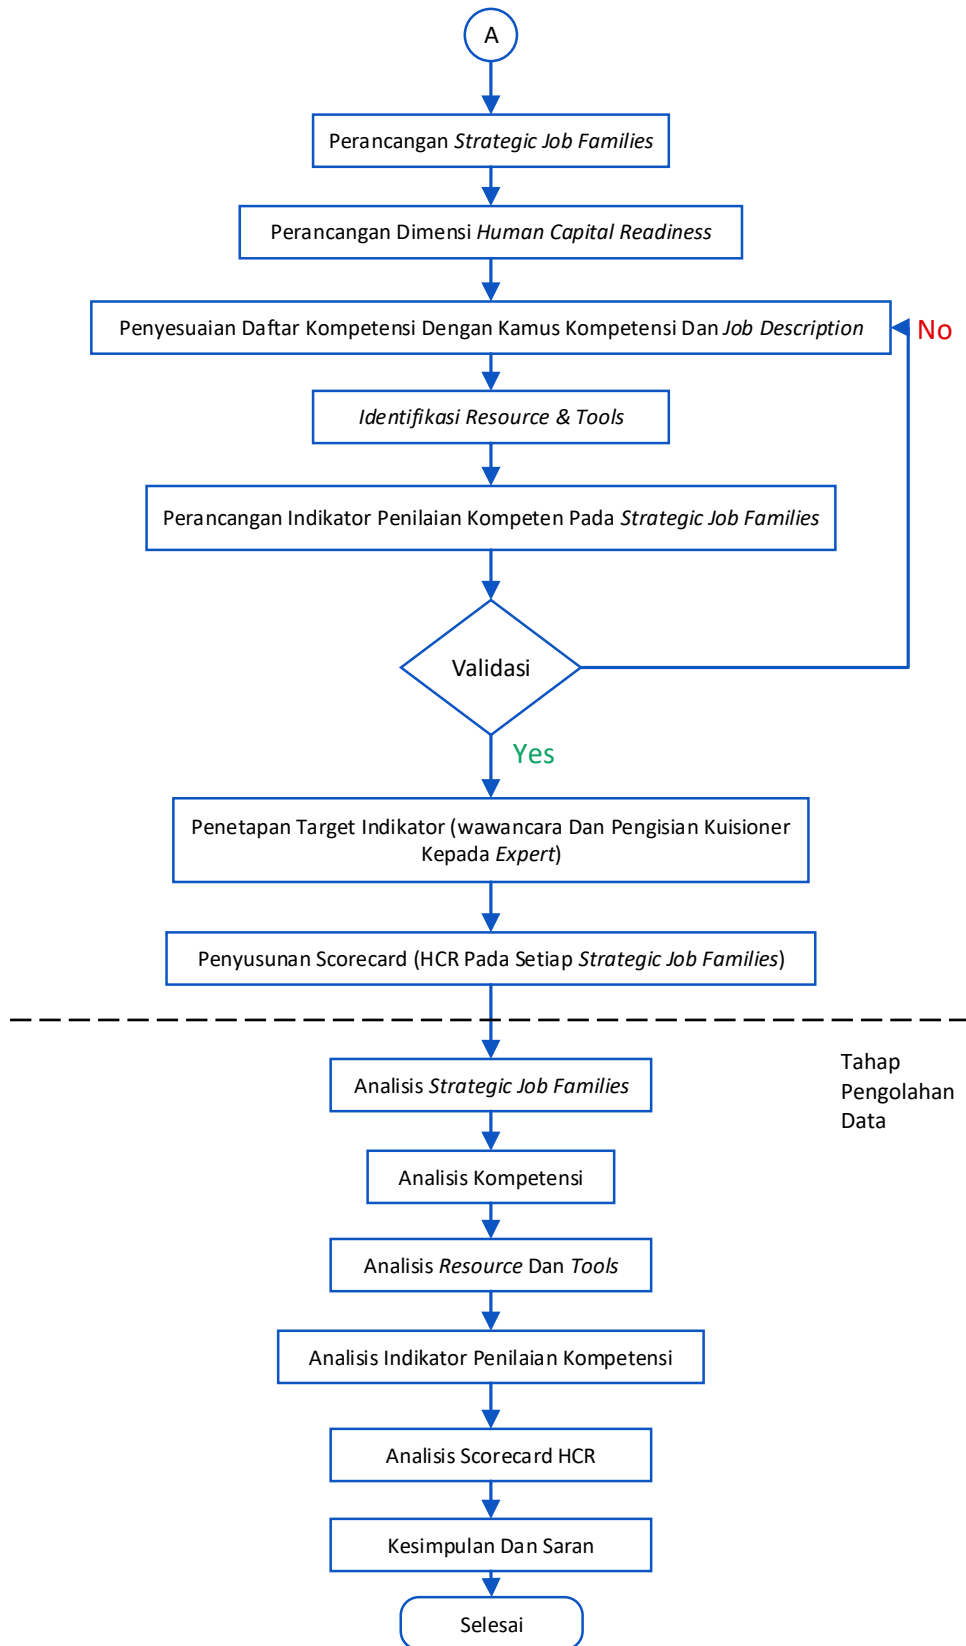 A
Perancangan Strategic Job Families
Perancangan Dimensi Human Capital Readiness
Penyesuaian Daftar Kompetensi Dengan Kamus Kompetensi Dan Job Description
No
Identifikasi Resource & Tools
Perancangan Indikator Penilaian Kompeten Pada Strategic Job Families
Validasi
Yes
Penetapan Target Indikator (wawancara Dan Pengisian Kuisioner
Kepada Expert)
Penyusunan Scorecard (HCR Pada Setiap Strategic Job Families)
Analisis Strategic Job Families
Tahap
Pengolahan
Data
Analisis Kompetensi
Analisis Resource Dan Tools
Analisis Indikator Penilaian Kompetensi
Analisis Scorecard HCR
Kesimpulan Dan Saran
Selesai